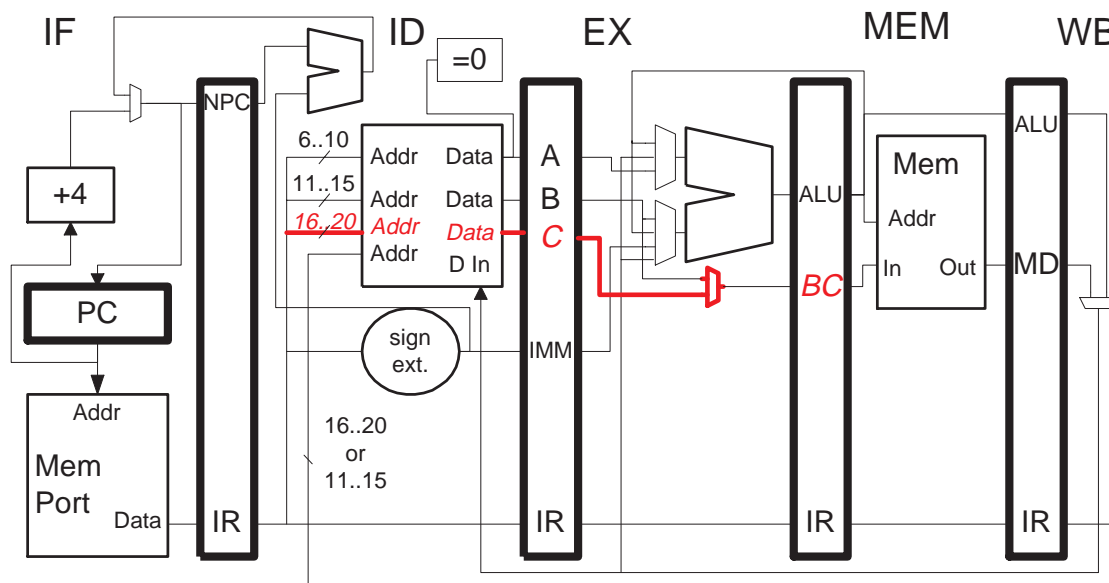 IF
ID
EX
MEM
WB
=0
NPC
6..10
Addr
Data
A
ALU
Mem
11..15
Addr
Data
B
ALU
+4
16..20
Addr
Data
C
Addr
Addr
D In
In
Out
MD
BC
PC
sign
ext.
IMM
Addr
16..20
or
11..15
Mem
Port
Data
IR
IR
IR
IR